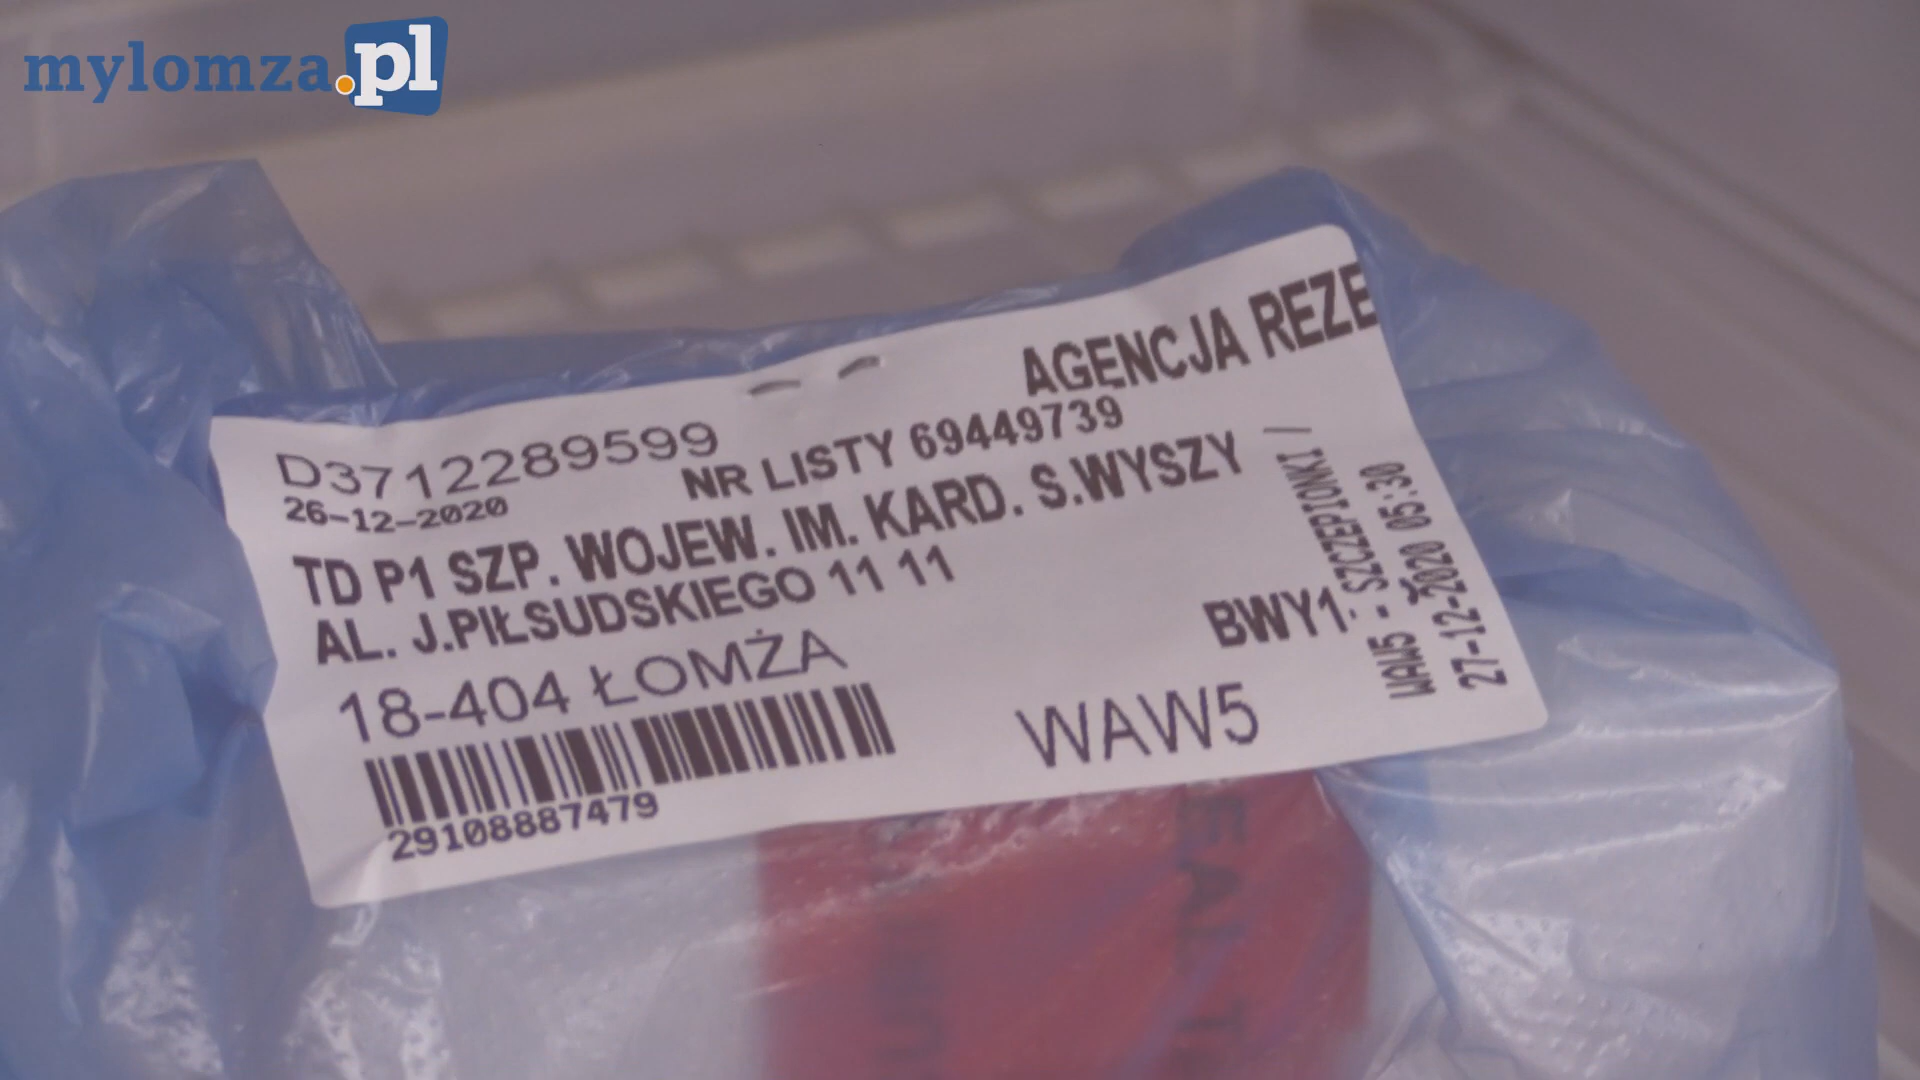 mylomza.pl
AGENCJA REZE
D3712289599
NR LISTY 69449739
26-12-2020
TD P1 SZP. WOJEW. IM. KARD. S.WYSZY
AL. J.PIŁSUDSKIEGO 11 11
BWY1
18-404 ŁOMŻA
WAW5
29108887479
WAW5 - SZCZEPIONKI /
27-12-2020 05:30